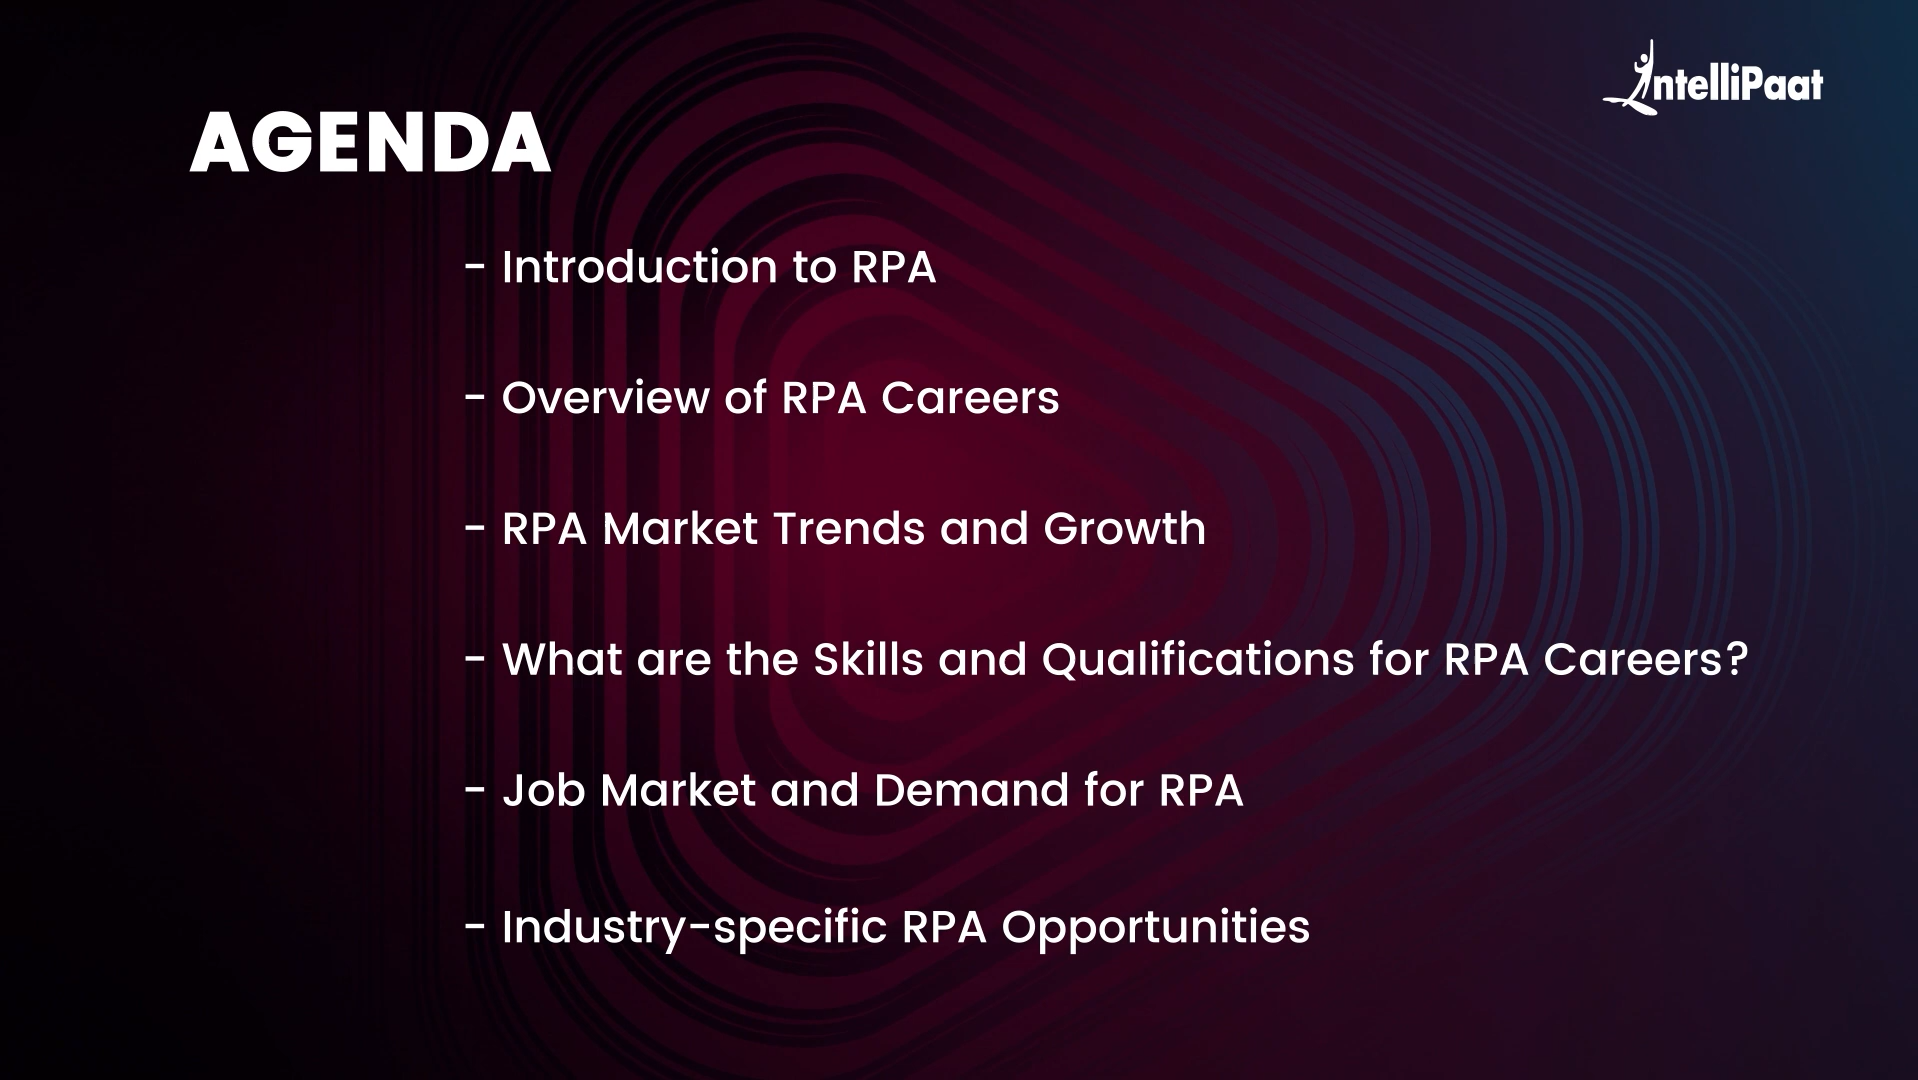 IntelliPaat
AGENDA
- Introduction to RPA
- Overview of RPA Careers
- RPA Market Trends and Growth
- What are the Skills and Qualifications for RPA Careers?
- Job Market and Demand for RPA
- Industry-specific RPA Opportunities